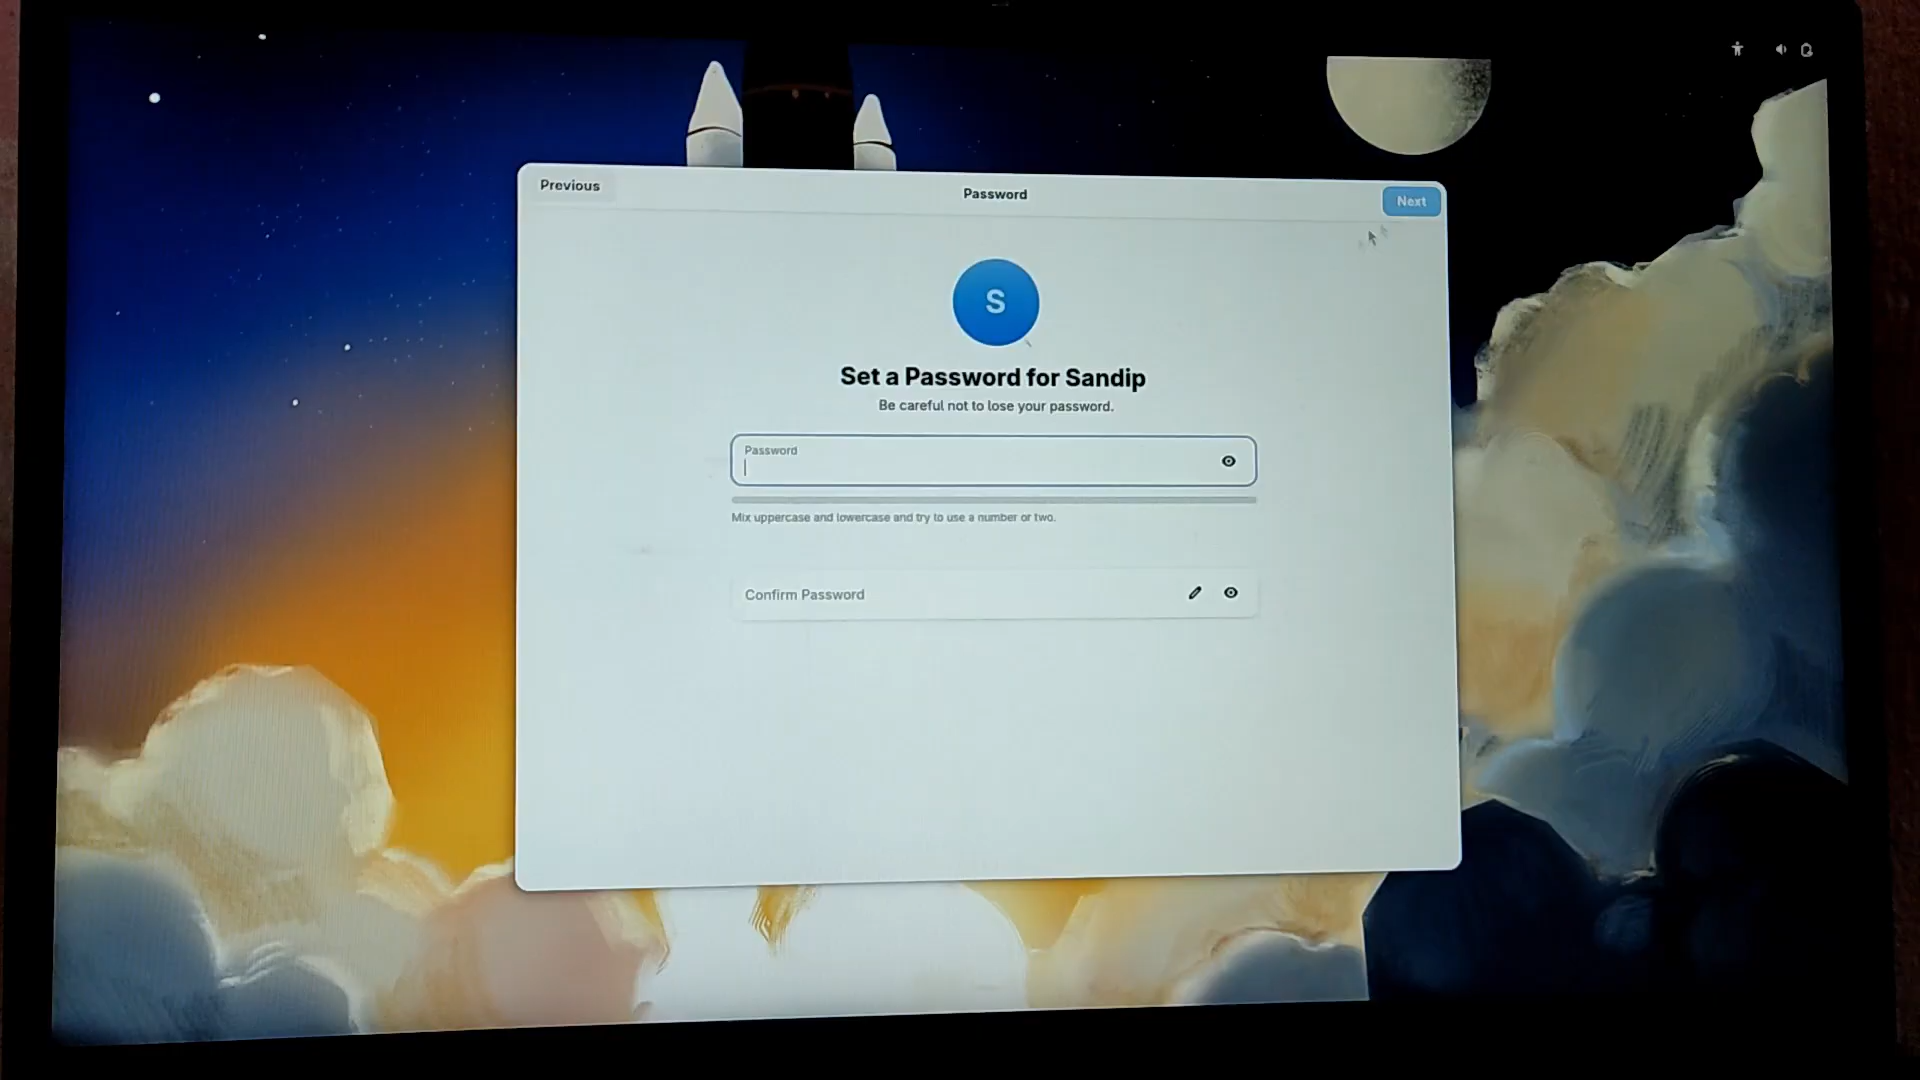 Previous
Password
Next
S
Set a Password for Sandip
Be careful not to lose your password.
Password
Mix uppercase and lowercase and try to use a number or two.
Confirm Password